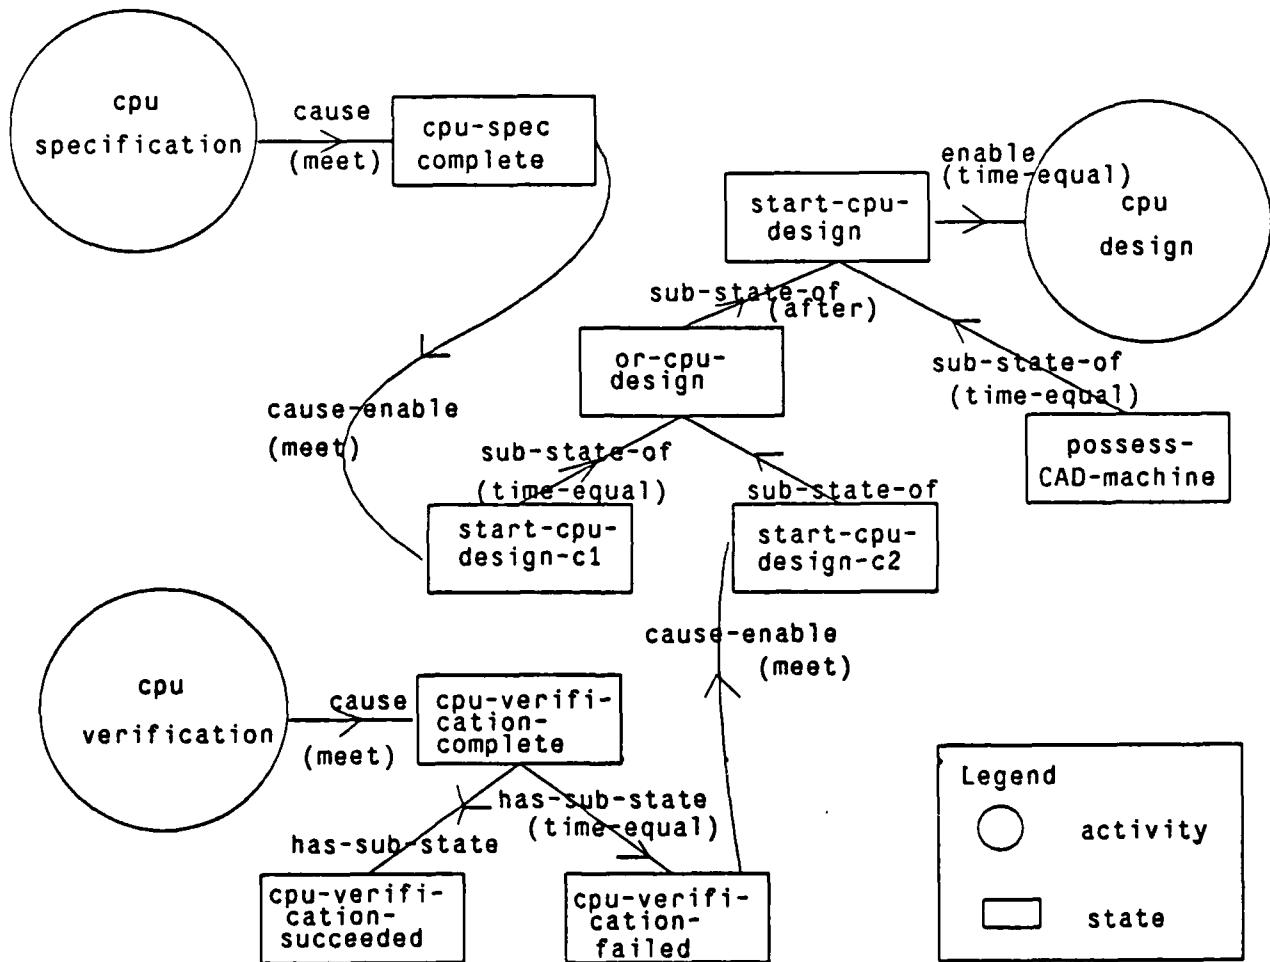 cpu
specification
cause
(meet)
cpu-spec
complete
start-cpu-
design
enable
(time-equal)
cpu
design
sub-state-of
(after)
or-cpu-
design
sub-state-of
(time-equal)
possess-
CAD-machine
cause-enable
(meet)
sub-state-of
(time-equal)
sub-state-of
start-cpu-
design-c1
start-cpu-
design-c2
cause-enable
(meet)
cpu
verification
cause
(meet)
cpu-verifi-
cation-
complete
has-sub-state
has-sub-state
(time-equal)
cpu-verifi-
cation-
succeeded
cpu-verifi-
cation-
failed
Legend
activity
state